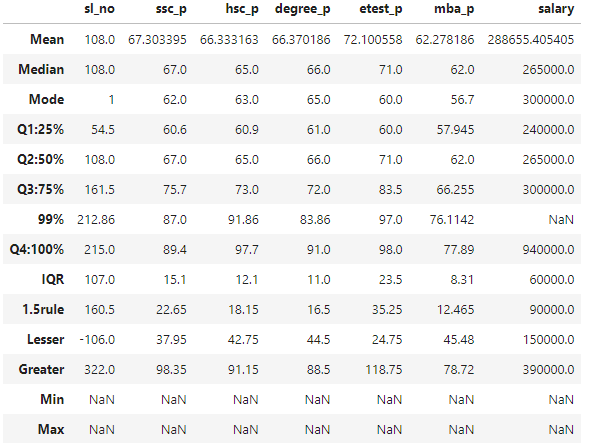 sl_no ssc_p hsc_p degree_p etest_p mba_p salary
Mean 108.0 67.303395 66.333163 66.370186 72.100558 62.278186 288655.405405
Median 108.0 67.0 65.0 66.0 71.0 62.0 265000.0
Mode 1 62.0 63.0 65.0 60.0 56.7 300000.0
Q1:25% 54.5 60.6 60.9 61.0 60.0 57.945 240000.0
Q2:50% 108.0 67.0 65.0 66.0 71.0 62.0 265000.0
Q3:75% 161.5 75.7 73.0 72.0 83.5 66.255 300000.0
99% 212.86 87.0 91.86 83.86 97.0 76.1142 NaN
Q4:100% 215.0 89.4 97.7 91.0 98.0 77.89 940000.0
IQR 107.0 15.1 12.1 11.0 23.5 8.31 60000.0
1.5rule 160.5 22.65 18.15 16.5 35.25 12.465 90000.0
Lesser -106.0 37.95 42.75 44.5 24.75 45.48 150000.0
Greater 322.0 98.35 91.15 88.5 118.75 78.72 390000.0
Min NaN NaN NaN NaN NaN NaN NaN
Max NaN NaN NaN NaN NaN NaN NaN